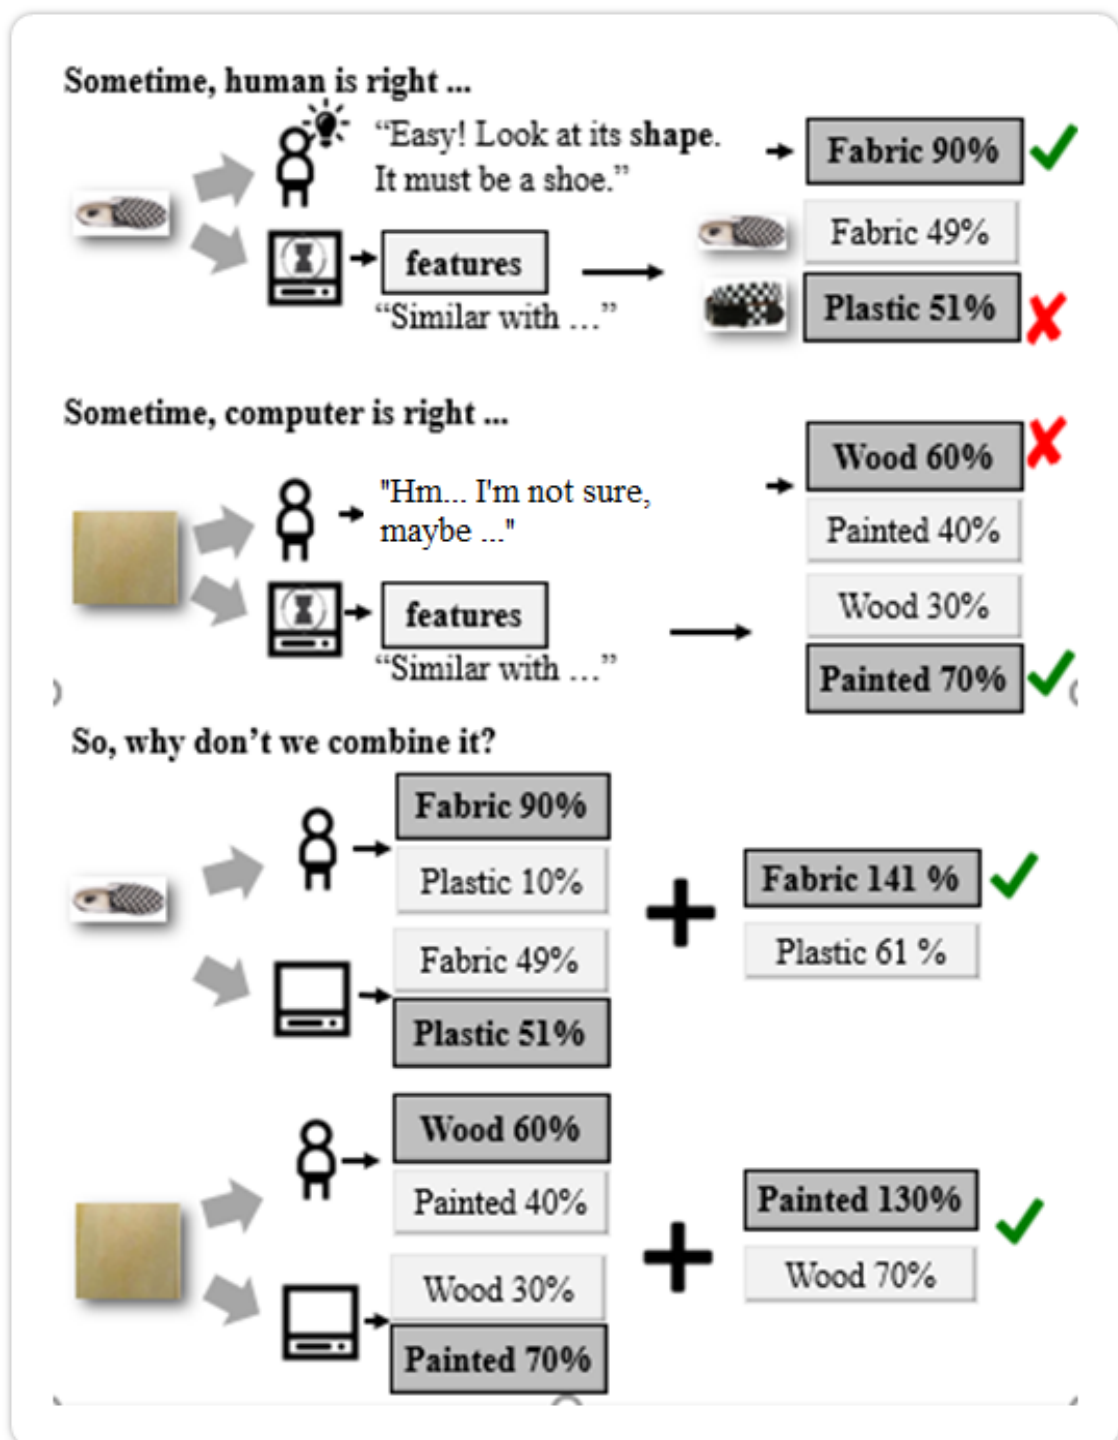 Sometime, human is right ...
“Easy! Look at its shape.
It must be a shoe.”
Fabric 90%
Fabric 49%
features
“Similar with ...”
Plastic 51%
Sometime, computer is right ...
Wood 60%
"Hm... I'm not sure,
maybe ..."
Painted 40%
Wood 30%
features
“Similar with ...”
Painted 70%
So, why don’t we combine it?
Fabric 90%
Plastic 10%
Fabric 49%
Plastic 51%
Fabric 141 %
Plastic 61 %
Wood 60%
Painted 40%
Wood 30%
Painted 70%
Painted 130%
Wood 70%